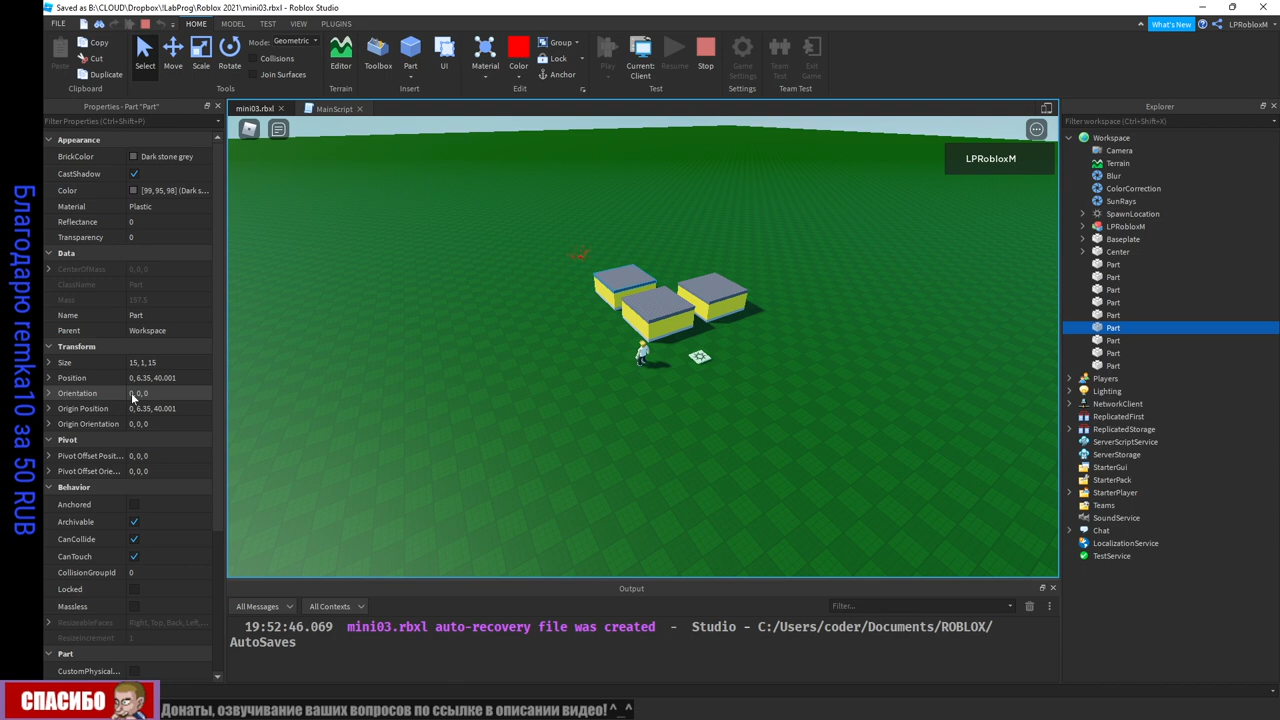 Saved as B:\CLOUD\Dropbox\!LabProg\Roblox 2021\mini03.rbxl - Roblox Studio
FILE
HOME
MODEL
TEST
VIEW
PLUGINS
What's New
LPRobloxM
Paste
Copy
Cut
Duplicate
Clipboard
Select
Move
Scale
Rotate
Mode: Geometric
Collisions
Join Surfaces
Tools
Editor
Terrain
Toolbox
Part
UI
Insert
Material
Color
Group
Lock
Anchor
Edit
Play
Current:
Client
Resume
Stop
Test
Game
Settings
Settings
Team
Test
Exit
Game
Team Test
Properties - Part "Part"
Filter Properties (Ctrl+Shift+P)
Appearance
BrickColor Dark stone grey
CastShadow
Color [99, 95, 98] (Dark s...
Material Plastic
Reflectance 0
Transparency 0
Data
CenterOfMass 0, 0, 0
ClassName Part
Mass 157.5
Name Part
Parent Workspace
Transform
Size 15, 1, 15
Position 0, 6.35, 40.001
Orientation 0, 0, 0
Origin Position 0, 6.35, 40.001
Origin Orientation 0, 0, 0
Pivot
Pivot Offset Posit... 0, 0, 0
Pivot Offset Orie... 0, 0, 0
Behavior
Anchored
Archivable
CanCollide
CanTouch
CollisionGroupId 0
Locked
Massless
ResizeableFaces Right, Top, Back, Left,...
ResizeIncrement 1
Part
CustomPhysical...
mini03.rbxl
MainScript
LPRobloxM
Output
All Messages
All Contexts
Filter...
19:52:46.069 mini03.rbxl auto-recovery file was created - Studio - C:/Users/coder/Documents/ROBLOX/
AutoSaves
Explorer
Filter workspace (Ctrl+Shift+X)
Workspace
Camera
Terrain
Blur
ColorCorrection
SunRays
SpawnLocation
LPRobloxM
Baseplate
Center
Part
Part
Part
Part
Part
Part
Part
Part
Part
Players
Lighting
NetworkClient
ReplicatedFirst
ReplicatedStorage
ServerScriptService
ServerStorage
StarterGui
StarterPack
StarterPlayer
Teams
SoundService
Chat
LocalizationService
TestService
Благодарю remka10 за 50 RUB
СПАСИБО
Донаты, озвучивание ваших вопросов по ссылке в описании видео! ^_^